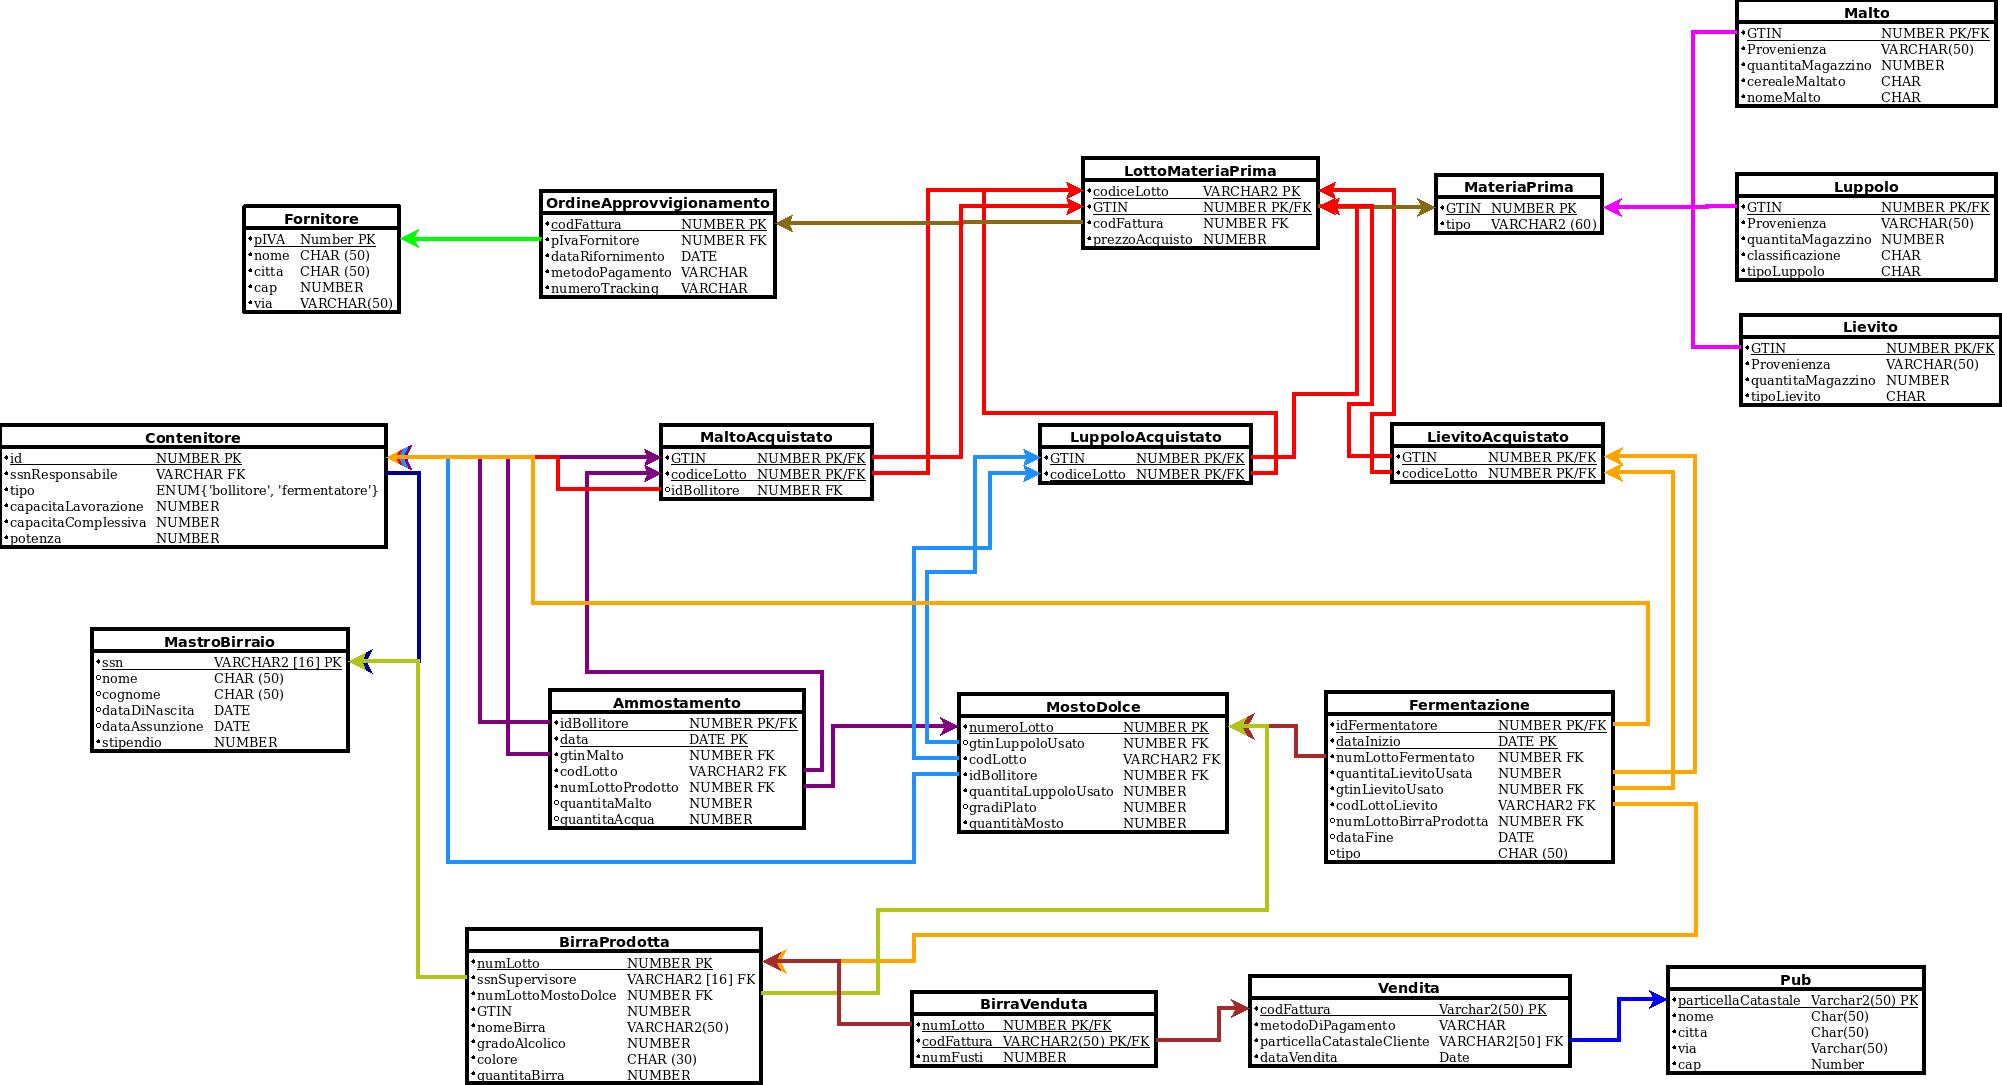 Malto
GTIN NUMBER PK/FK
Provenienza VARCHAR(50)
quantitaMagazzino NUMBER
cerealeMaltato CHAR
nomeMalto CHAR
LottoMateriaPrima
codiceLotto VARCHAR2 PK
GTIN NUMBER PK/FK
codFattura NUMBER FK
prezzoAcquisto NUMEBR
MateriaPrima
GTIN NUMBER PK
tipo VARCHAR2 (60)
Luppolo
GTIN NUMBER PK/FK
Provenienza VARCHAR(50)
quantitaMagazzino NUMBER
classificazione CHAR
tipoLuppolo CHAR
Fornitore
pIVA Number PK
nome CHAR (50)
citta CHAR (50)
cap NUMBER
via VARCHAR(50)
OrdineApprovvigionamento
codFattura NUMBER PK
pIvaFornitore NUMBER FK
dataRifornimento DATE
metodoPagamento VARCHAR
numeroTracking VARCHAR
Lievito
GTIN NUMBER PK/FK
Provenienza VARCHAR(50)
quantitaMagazzino NUMBER
tipoLievito CHAR
Contenitore
id NUMBER PK
ssnResponsabile VARCHAR FK
tipo ENUM{'bollitore', 'fermentatore'}
capacitaLavorazione NUMBER
capacitaComplessiva NUMBER
potenza NUMBER
MaltoAcquistato
GTIN NUMBER PK/FK
codiceLotto NUMBER PK/FK
idBollitore NUMBER FK
LuppoloAcquistato
GTIN NUMBER PK/FK
codiceLotto NUMBER PK/FK
LievitoAcquistato
GTIN NUMBER PK/FK
codiceLotto NUMBER PK/FK
MastroBirraio
ssn VARCHAR2 [16] PK
nome CHAR (50)
cognome CHAR (50)
dataDiNascita DATE
dataAssunzione DATE
stipendio NUMBER
Ammostamento
idBollitore NUMBER PK/FK
data DATE PK
gtinMalto NUMBER FK
codLotto VARCHAR2 FK
numLottoProdotto NUMBER FK
quantitaMalto NUMBER
quantitaAcqua NUMBER
MostoDolce
numeroLotto NUMBER PK
gtinLuppoloUsato NUMBER FK
codLotto VARCHAR2 FK
idBollitore NUMBER FK
quantitaLuppoloUsato NUMBER
gradiPlato NUMBER
quantitàMosto NUMBER
Fermentazione
idFermentatore NUMBER PK/FK
dataInizio DATE PK
numLottoFermentato NUMBER FK
quantitaLievitoUsata NUMBER
gtinLievitoUsato NUMBER FK
codLottoLievito VARCHAR2 FK
numLottoBirraProdotta NUMBER FK
dataFine DATE
tipo CHAR (50)
BirraProdotta
numLotto NUMBER PK
ssnSupervisore VARCHAR2 [16] FK
numLottoMostoDolce NUMBER FK
GTIN NUMBER
nomeBirra VARCHAR2(50)
gradoAlcolico NUMBER
colore CHAR (30)
quantitaBirra NUMBER
BirraVenduta
numLotto NUMBER PK/FK
codFattura VARCHAR2(50) PK/FK
numFusti NUMBER
Vendita
codFattura Varchar2(50) PK
metodoDiPagamento VARCHAR
particellaCatastaleCliente VARCHAR2[50] FK
dataVendita Date
Pub
particellaCatastale Varchar2(50) PK
nome Char(50)
citta Char(50)
via Varchar(50)
cap Number